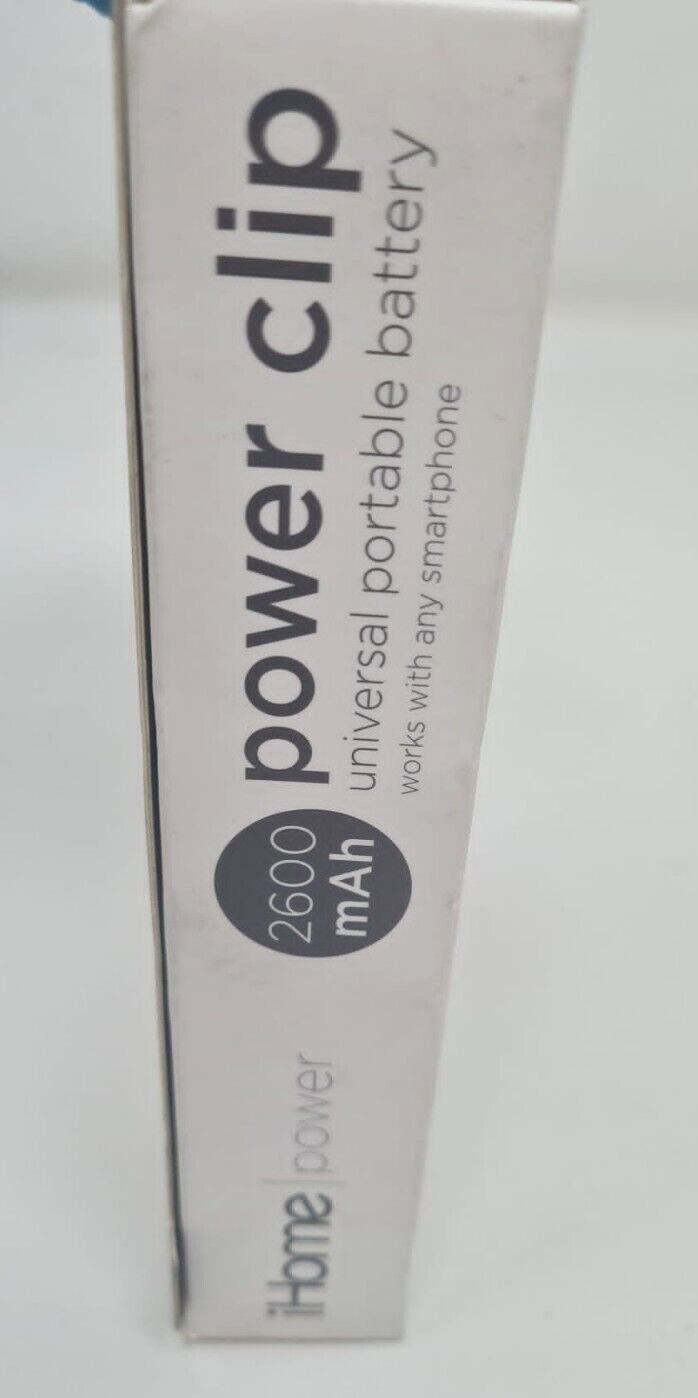 iHome | power
2600
mAh
power clip
universal portable battery
works with any smartphone